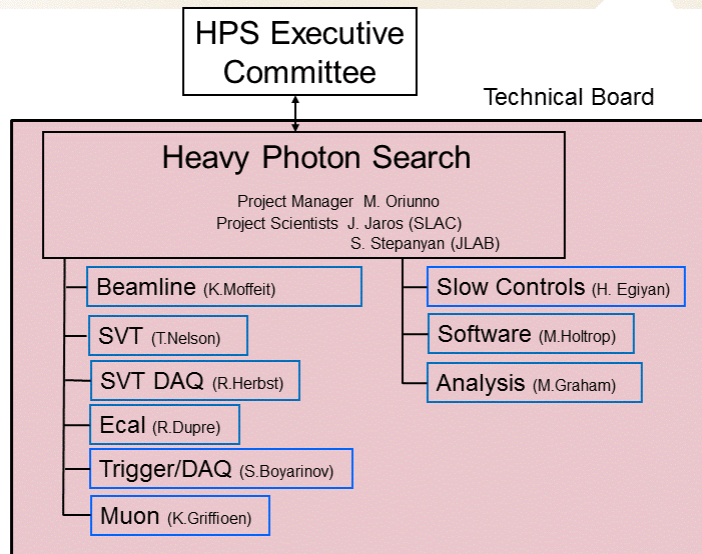 HPS Executive
Committee
Technical Board
Heavy Photon Search
Project Manager M. Oriunno
Project Scientists J. Jaros (SLAC)
S. Stepanyan (JLAB)
Beamline (K.Moffeit)
SVT (T.Nelson)
SVT DAQ (R.Herbst)
Ecal (R.Dupre)
Trigger/DAQ (S.Boyarinov)
Muon (K.Griffioen)
Slow Controls (H. Egiyan)
Software (M.Holtrop)
Analysis (M.Graham)